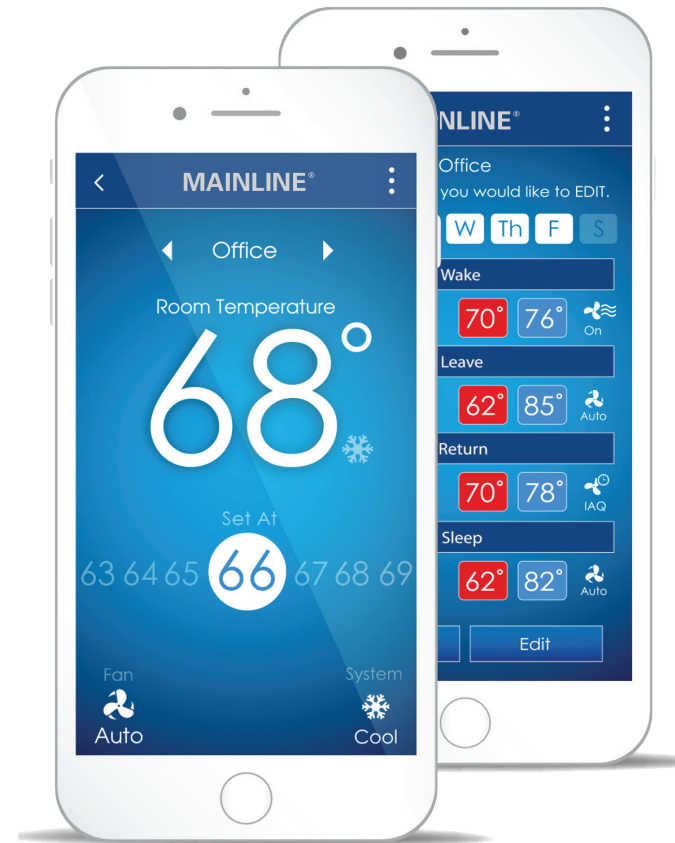 MAINLINE®
Office
Room Temperature
68°
Set At
63 64 65 66 67 68 69
Fan
System
Auto
Cool
NLINE®
Office
you would like to EDIT.
W Th F S
Wake
70° 76° On
Leave
62° 85° Auto
Return
70° 78° IAQ
Sleep
62° 82° Auto
Edit